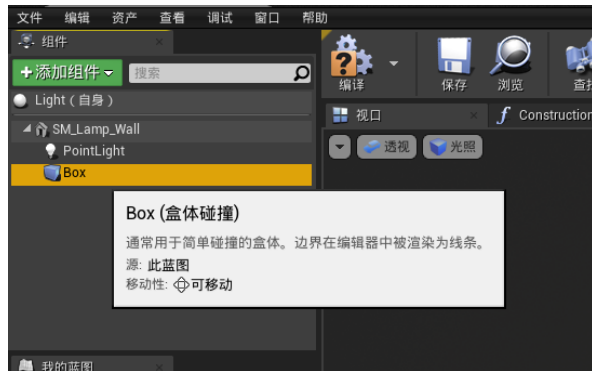 文件 编辑 资产 查看 调试 窗口 帮助
组件
+添加组件 搜索
编译 保存 浏览
Light（自身）
视口 f Construction
SM_Lamp_Wall
PointLight 透视 光照
Box
Box (盒体碰撞)
通常用于简单碰撞的盒体。边界在编辑器中被渲染为线条。
源: 此蓝图
移动性: 可移动
我的蓝图